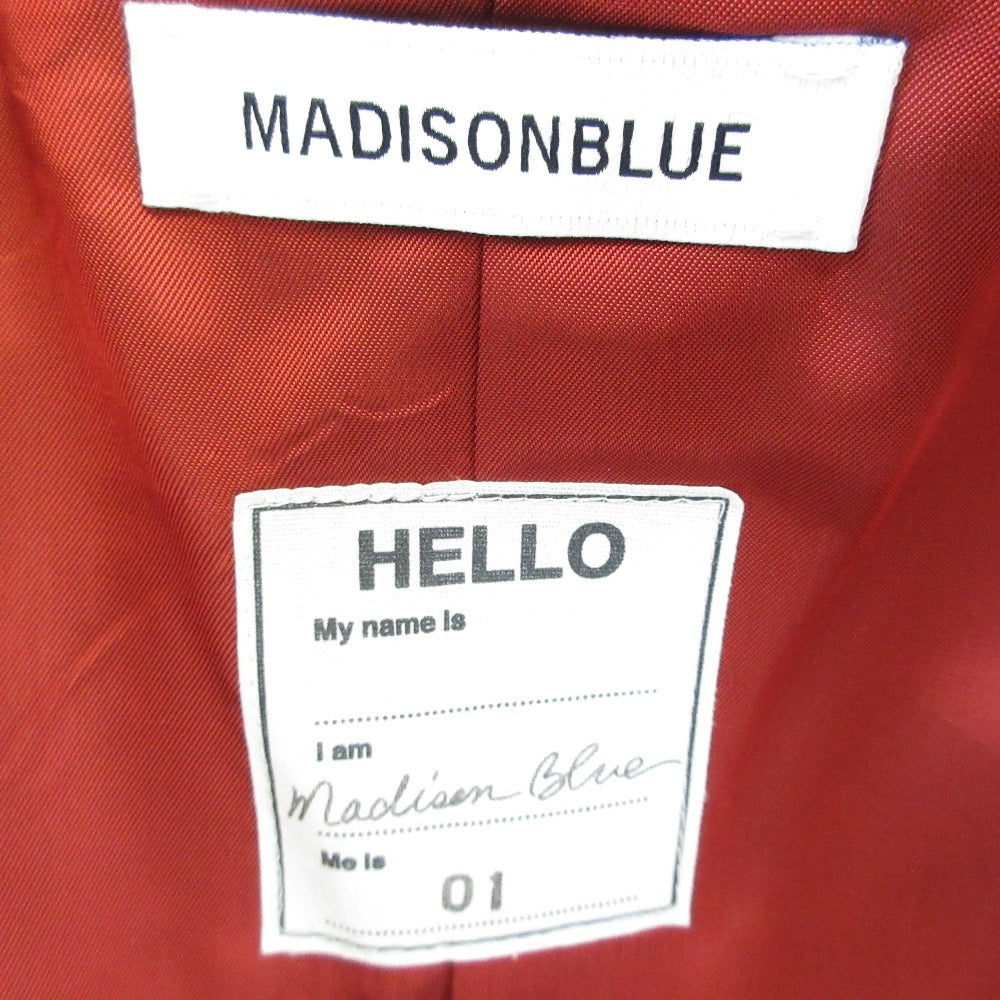 MADISONBLUE
HELLO
My name is
I am
Madison Blue
Me is
01